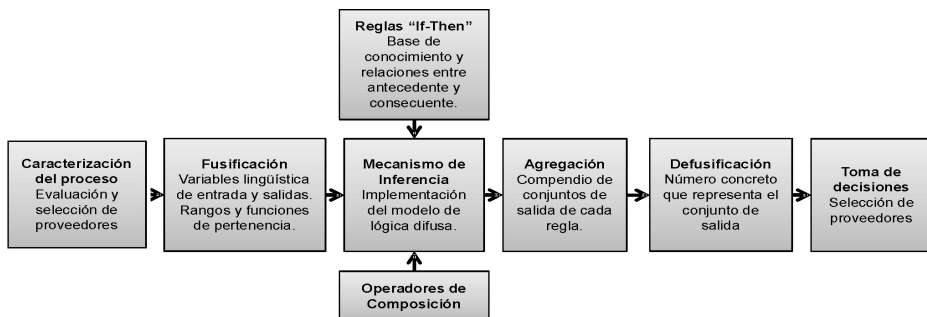 Reglas “If-Then”
Base de
conocimiento y
relaciones entre
antecedente y
consecuente.
Caracterización
del proceso
Evaluación y
selección de
proveedores
Fusificación
Variables lingüística
de entrada y salidas.
Rangos y funciones
de pertenencia.
Mecanismo de
Inferencia
Implementación
del modelo de
lógica difusa.
Agregación
Compendio de
conjuntos de
salida de cada
regla.
Defusificación
Número concreto
que representa el
conjunto de
salida
Toma de
decisiones
Selección de
proveedores
Operadores de
Composición